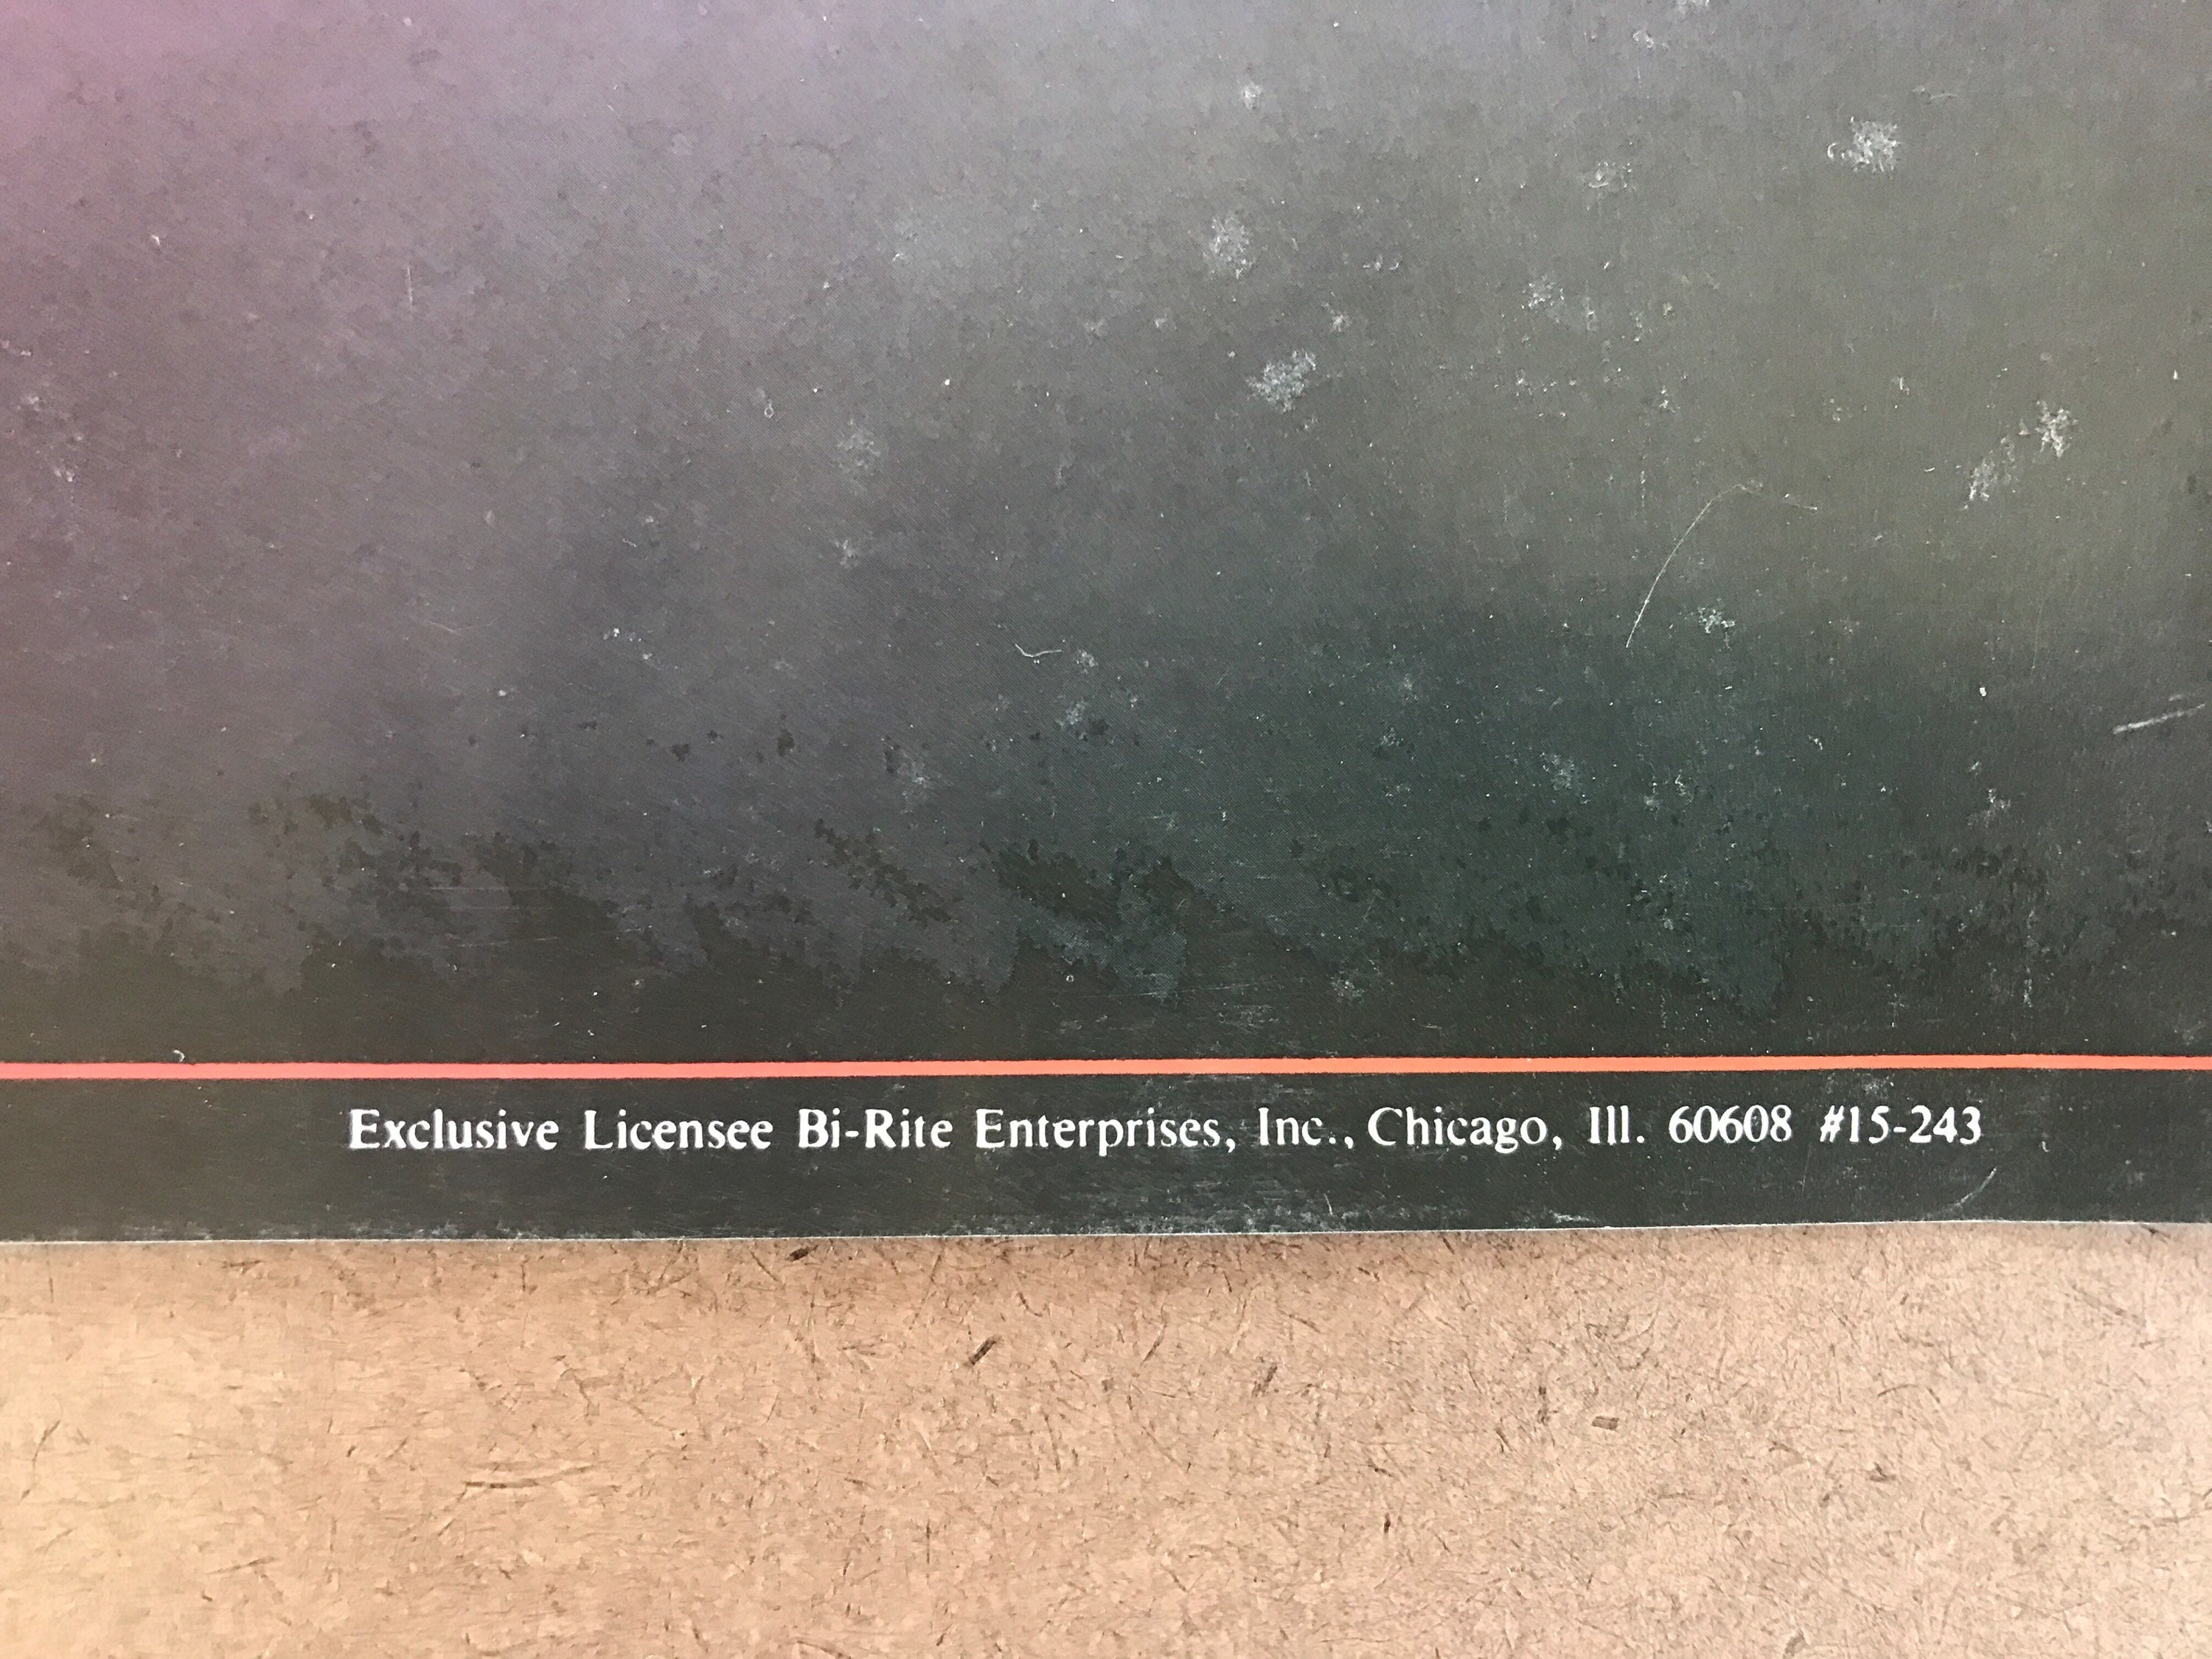 Exclusive Licensee Bi-Rite Enterprises, Inc., Chicago, Ill. 60608 #15-243